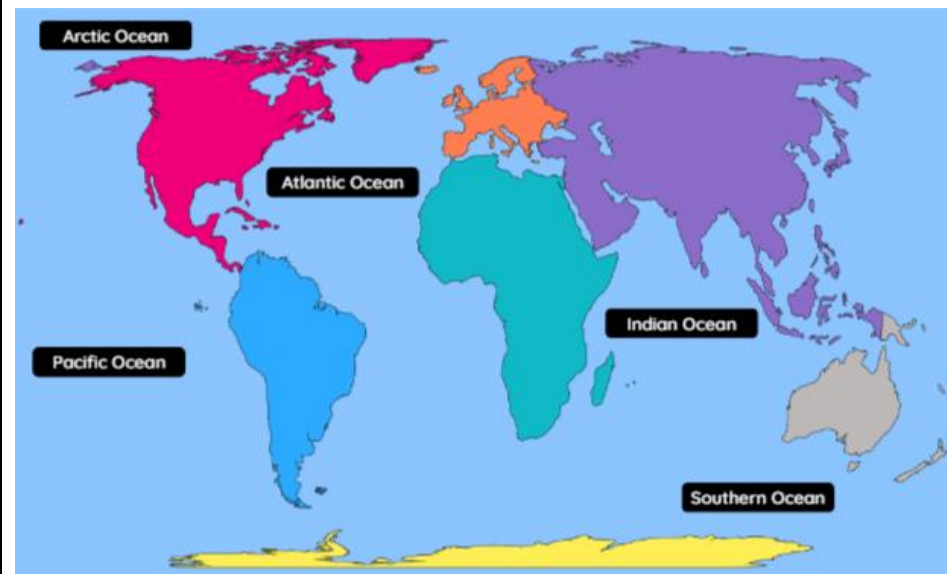 Arctic Ocean
Atlantic Ocean
Indian Ocean
Pacific Ocean
Southern Ocean